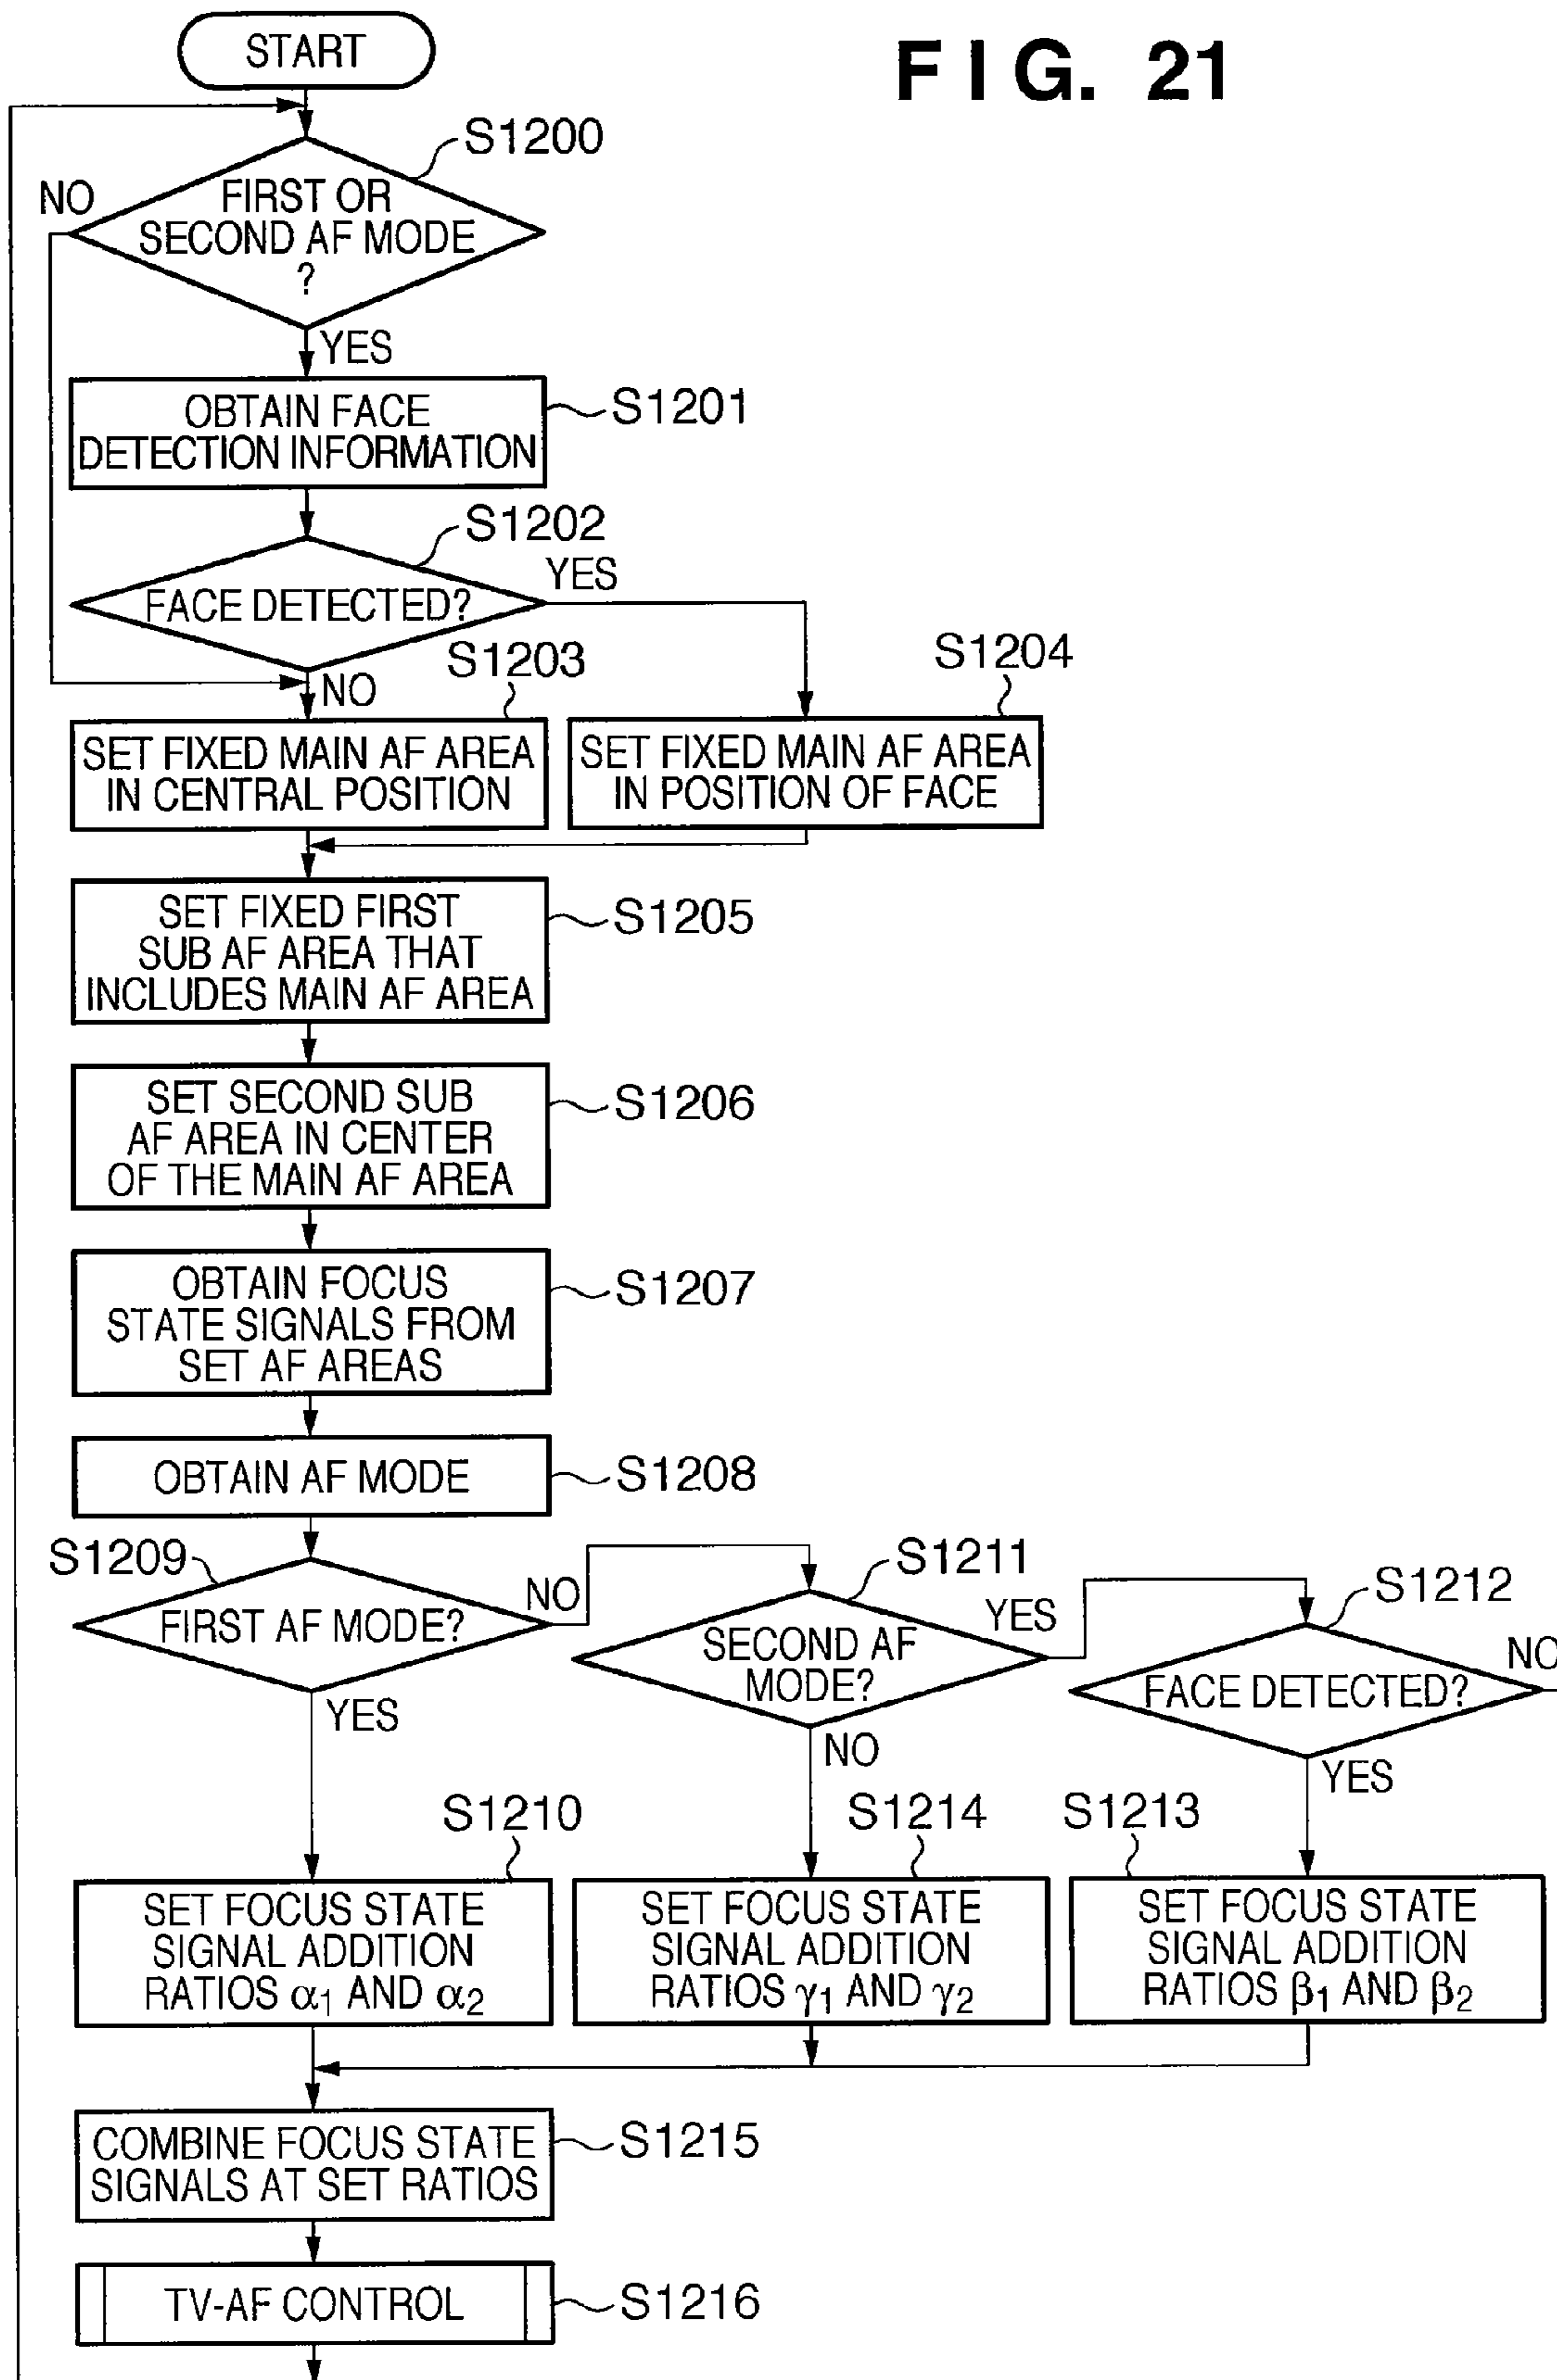 START
FIG. 21
S1200
NO
FIRST OR
SECOND AF MODE
?
YES
OBTAIN FACE
DETECTION INFORMATION
S1201
S1202
YES
FACE DETECTED?
S1203
S1204
NO
SET FIXED MAIN AF AREA
IN CENTRAL POSITION
SET FIXED MAIN AF AREA
IN POSITION OF FACE
SET FIXED FIRST
SUB AF AREA THAT
INCLUDES MAIN AF AREA
S1205
SET SECOND SUB
AF AREA IN CENTER
OF THE MAIN AF AREA
S1206
OBTAIN FOCUS
STATE SIGNALS FROM
SET AF AREAS
S1207
OBTAIN AF MODE
S1208
S1209
FIRST AF MODE?
NO
YES
S1211
SECOND AF
MODE?
YES
NO
S1212
FACE DETECTED?
NO
YES
S1210
SET FOCUS STATE
SIGNAL ADDITION
RATIOS α₁ AND α₂
S1214
SET FOCUS STATE
SIGNAL ADDITION
RATIOS γ₁ AND γ₂
S1213
SET FOCUS STATE
SIGNAL ADDITION
RATIOS β₁ AND β₂
COMBINE FOCUS STATE
SIGNALS AT SET RATIOS
S1215
TV-AF CONTROL
S1216